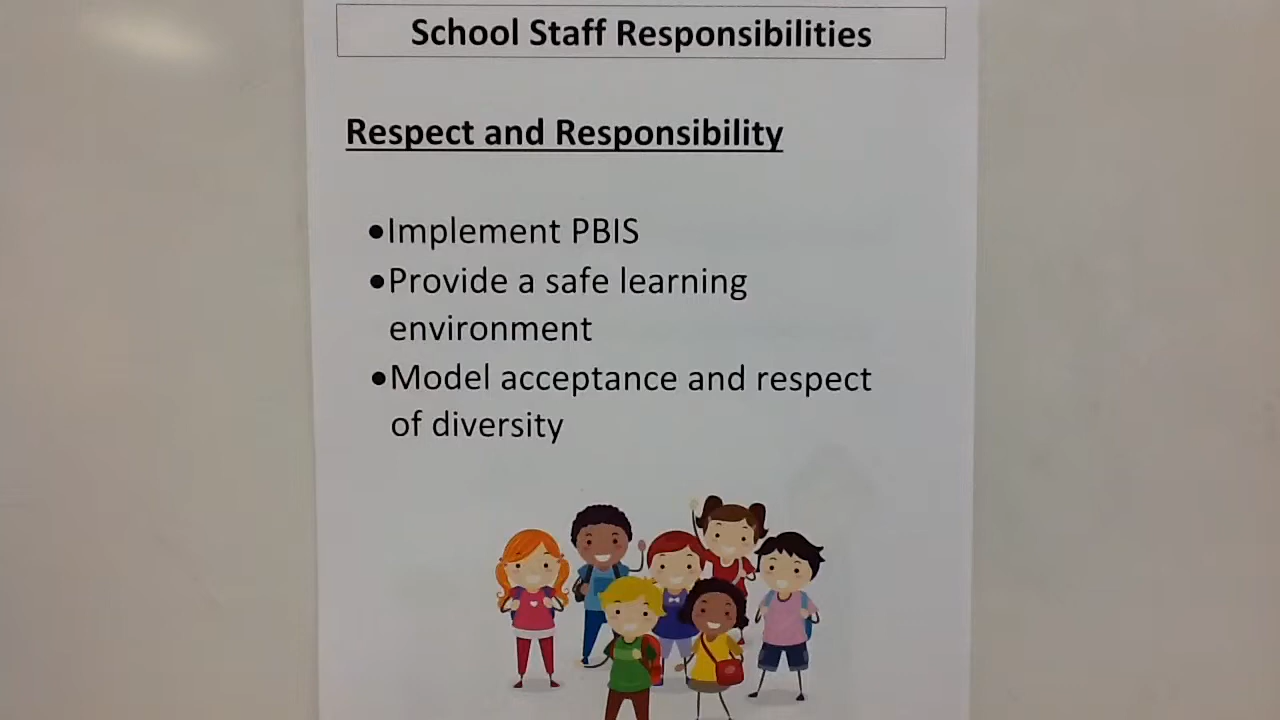 School Staff Responsibilities
Respect and Responsibility
•Implement PBIS
•Provide a safe learning
environment
•Model acceptance and respect
of diversity